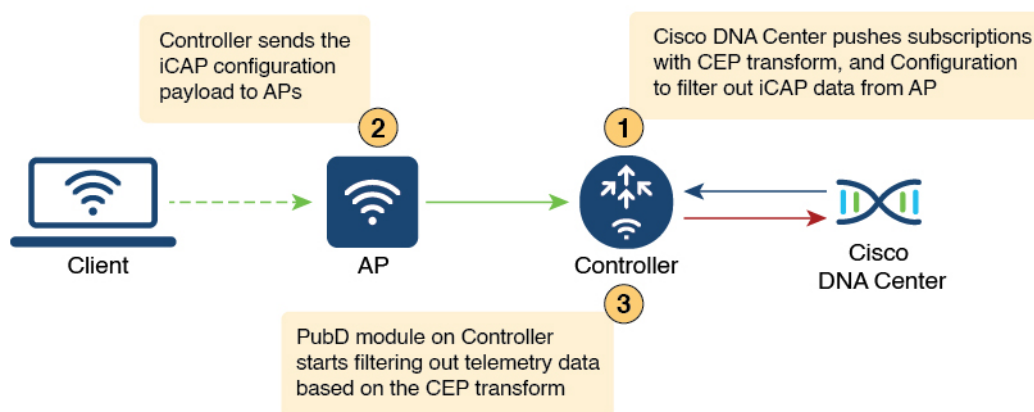 Controller sends the
iCAP configuration
payload to APs
Cisco DNA Center pushes subscriptions
with CEP transform, and Configuration
to filter out iCAP data from AP
2
1
Client
AP
Controller
Cisco
DNA Center
3
PubD module on Controller
starts filtering out telemetry data
based on the CEP transform